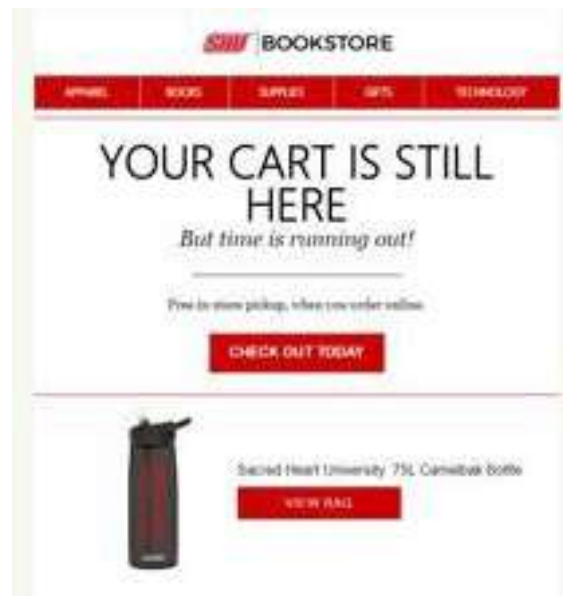 SHU BOOKSTORE
APPAREL BOOKS SUPPLIES GIFTS TECHNOLOGY
YOUR CART IS STILL
HERE
But time is running out!
Free in-store pickup, when you order online.
CHECK OUT TODAY
Sacred Heart University .75L Camelbak Bottle
VIEW BAG